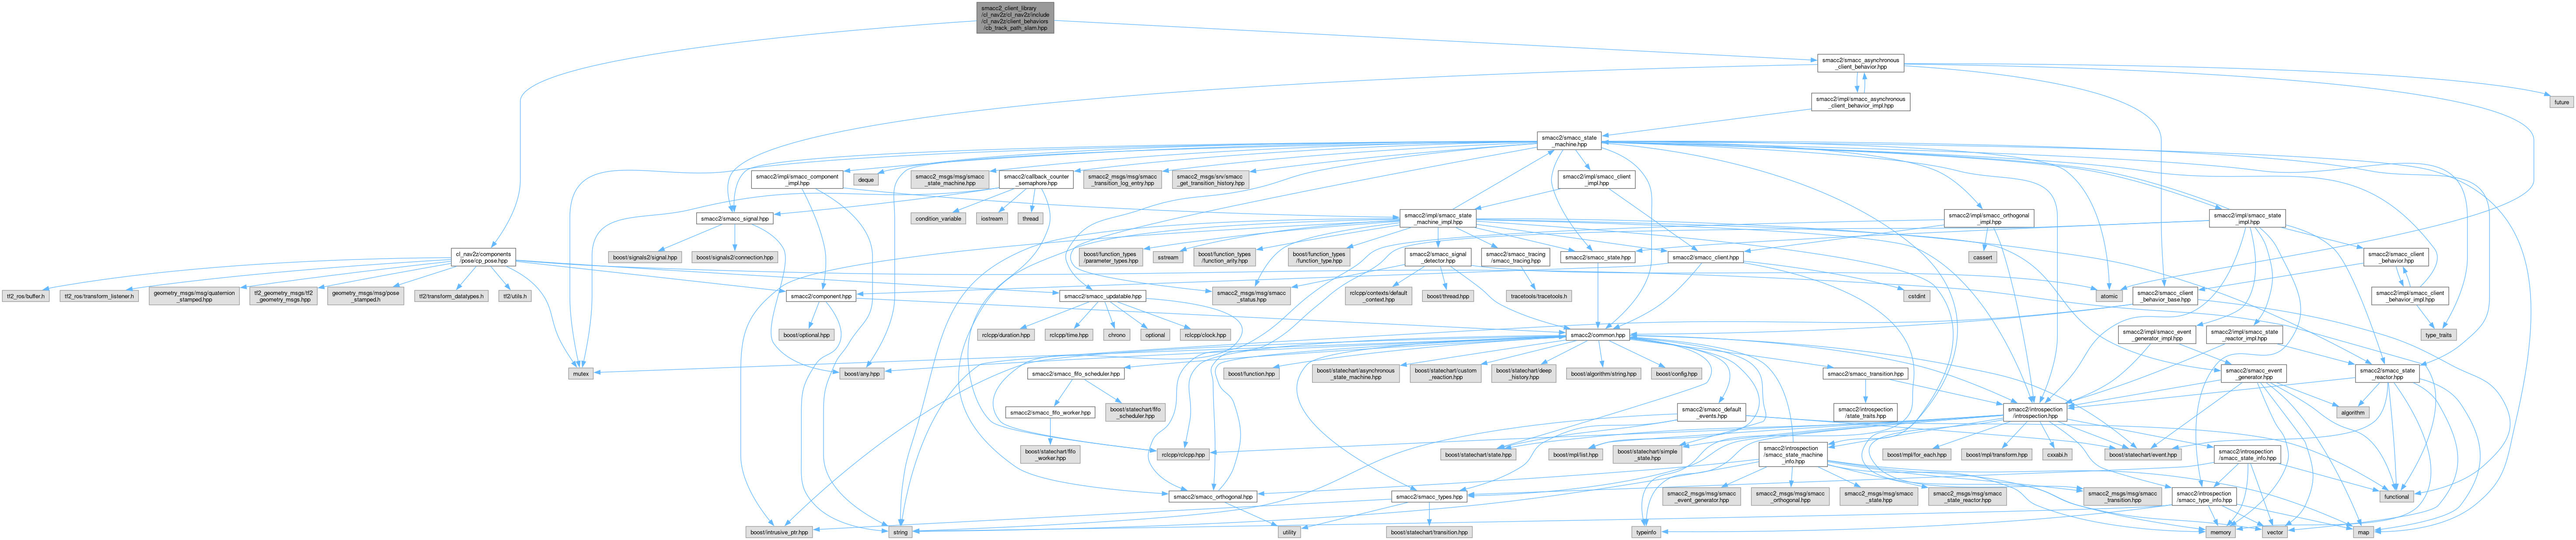 smacc2_client_library
/cl_nav2z/cl_nav2z/include
/cl_nav2z/client_behaviors
/cb_track_path_slam.hpp
smacc2/smacc_asynchronous
_client_behavior.hpp
smacc2/impl/smacc_asynchronous
_client_behavior_impl.hpp
future
smacc2/smacc_state
_machine.hpp
smacc2/impl/smacc_component
_impl.hpp
deque
smacc2_msgs/msg/smacc
_state_machine.hpp
smacc2/callback_counter
_semaphore.hpp
smacc2_msgs/msg/smacc
_transition_log_entry.hpp
smacc2_msgs/srv/smacc
_get_transition_history.hpp
smacc2/impl/smacc_client
_impl.hpp
smacc2/smacc_signal.hpp
condition_variable
iostream
thread
smacc2/impl/smacc_state
_machine_impl.hpp
smacc2/impl/smacc_orthogonal
_impl.hpp
smacc2/impl/smacc_state
_impl.hpp
cl_nav2z/components
/pose/cp_pose.hpp
boost/signals2/signal.hpp
boost/signals2/connection.hpp
boost/function_types
/parameter_types.hpp
sstream
boost/function_types
/function_arity.hpp
boost/function_types
/function_type.hpp
smacc2/smacc_signal
_detector.hpp
smacc2/smacc_tracing
/smacc_tracing.hpp
smacc2/smacc_state.hpp
smacc2/smacc_client.hpp
cassert
smacc2/smacc_client
_behavior.hpp
tf2_ros/buffer.h
tf2_ros/transform_listener.h
geometry_msgs/msg/quaternion
_stamped.hpp
tf2_geometry_msgs/tf2
_geometry_msgs.hpp
geometry_msgs/msg/pose
_stamped.h
tf2/transform_datatypes.h
tf2/utils.h
smacc2/component.hpp
smacc2/smacc_updatable.hpp
smacc2_msgs/msg/smacc
_status.hpp
rclcpp/contexts/default
_context.hpp
boost/thread.hpp
tracetools/tracetools.h
cstdint
atomic
smacc2/smacc_client
_behavior_base.hpp
smacc2/impl/smacc_client
_behavior_impl.hpp
boost/optional.hpp
rclcpp/duration.hpp
rclcpp/time.hpp
chrono
optional
rclcpp/clock.hpp
smacc2/common.hpp
smacc2/impl/smacc_event
_generator_impl.hpp
smacc2/impl/smacc_state
_reactor_impl.hpp
type_traits
mutex
boost/any.hpp
smacc2/smacc_fifo_scheduler.hpp
boost/function.hpp
boost/statechart/asynchronous
_state_machine.hpp
boost/statechart/custom
_reaction.hpp
boost/statechart/deep
_history.hpp
boost/algorithm/string.hpp
boost/config.hpp
smacc2/smacc_transition.hpp
smacc2/smacc_event
_generator.hpp
smacc2/smacc_state
_reactor.hpp
smacc2/smacc_fifo_worker.hpp
boost/statechart/fifo
_scheduler.hpp
smacc2/smacc_default
_events.hpp
smacc2/introspection
/state_traits.hpp
smacc2/introspection
/introspection.hpp
algorithm
boost/statechart/fifo
_worker.hpp
rclcpp/rclcpp.hpp
boost/statechart/state.hpp
boost/mpl/list.hpp
boost/statechart/simple
_state.hpp
smacc2/introspection
/smacc_state_machine
_info.hpp
boost/mpl/for_each.hpp
boost/mpl/transform.hpp
cxxabi.h
boost/statechart/event.hpp
smacc2/introspection
/smacc_state_info.hpp
smacc2/smacc_orthogonal.hpp
smacc2/smacc_types.hpp
smacc2_msgs/msg/smacc
_event_generator.hpp
smacc2_msgs/msg/smacc
_orthogonal.hpp
smacc2_msgs/msg/smacc
_state.hpp
smacc2_msgs/msg/smacc
_state_reactor.hpp
smacc2_msgs/msg/smacc
_transition.hpp
smacc2/introspection
/smacc_type_info.hpp
functional
boost/intrusive_ptr.hpp
string
utility
boost/statechart/transition.hpp
typeinfo
memory
vector
map